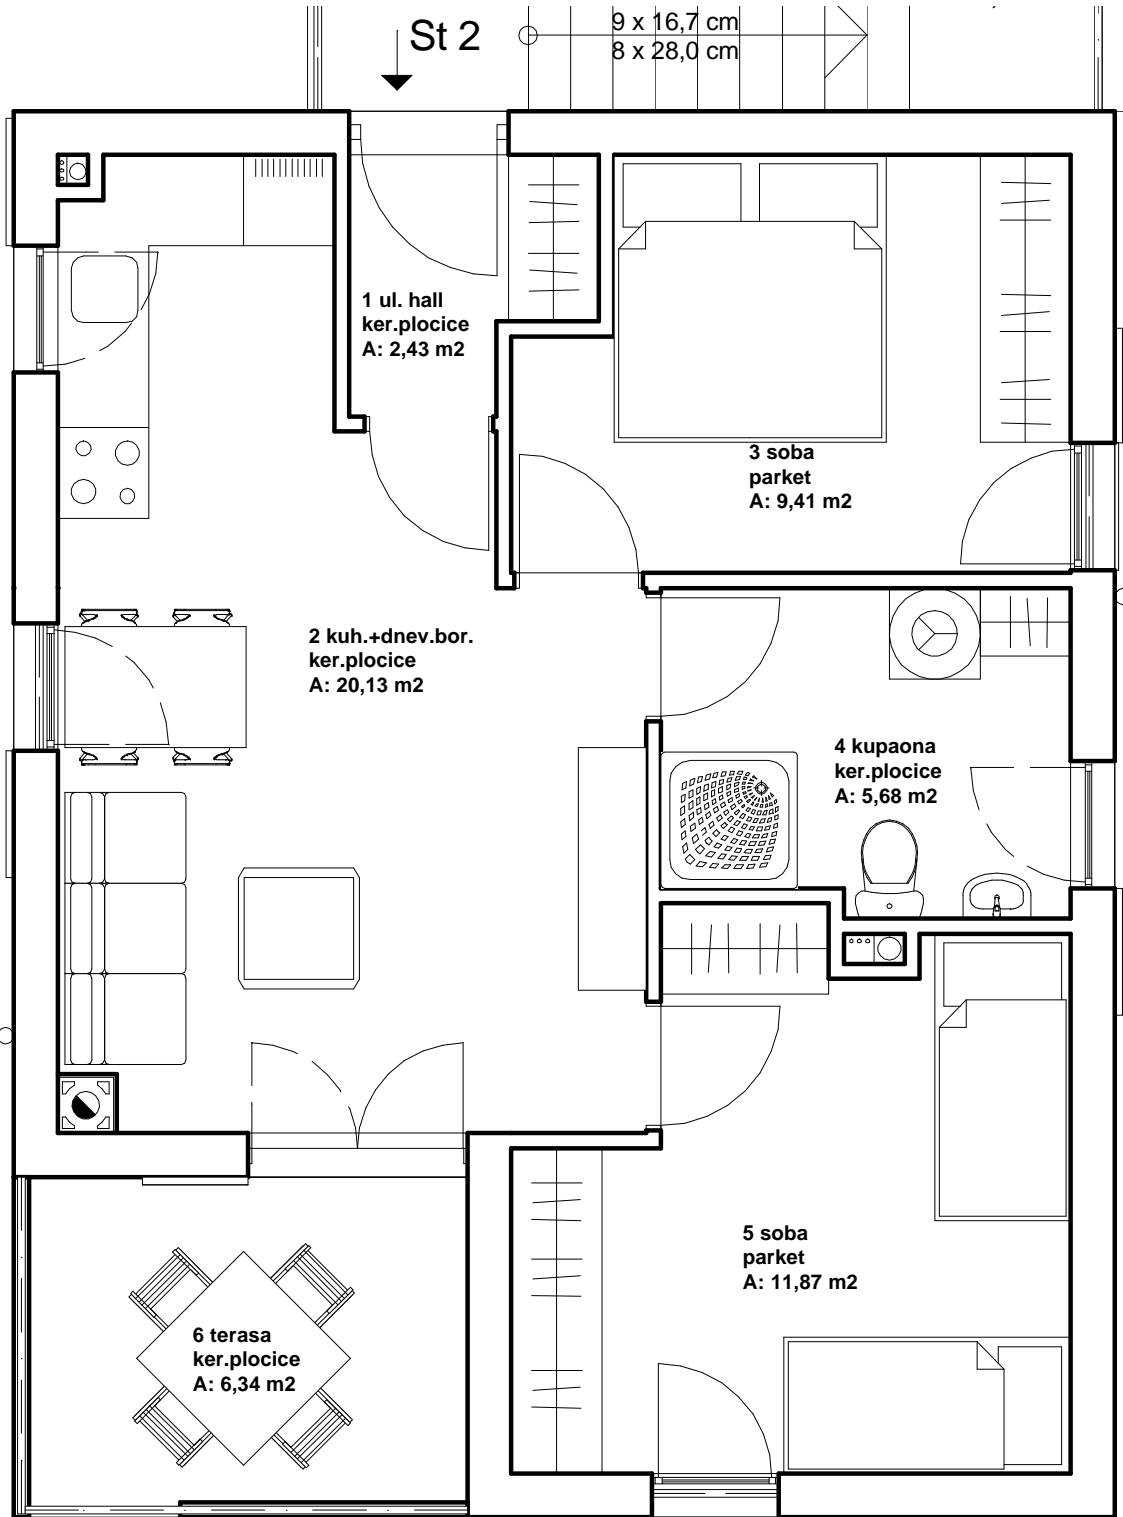 St 2
9 x 16,7 cm
8 x 28,0 cm
1 ul. hall
ker.plocice
A: 2,43 m2
3 soba
parket
A: 9,41 m2
2 kuh.+dnev.bor.
ker.plocice
A: 20,13 m2
4 kupaona
ker.plocice
A: 5,68 m2
5 soba
parket
A: 11,87 m2
6 terasa
ker.plocice
A: 6,34 m2